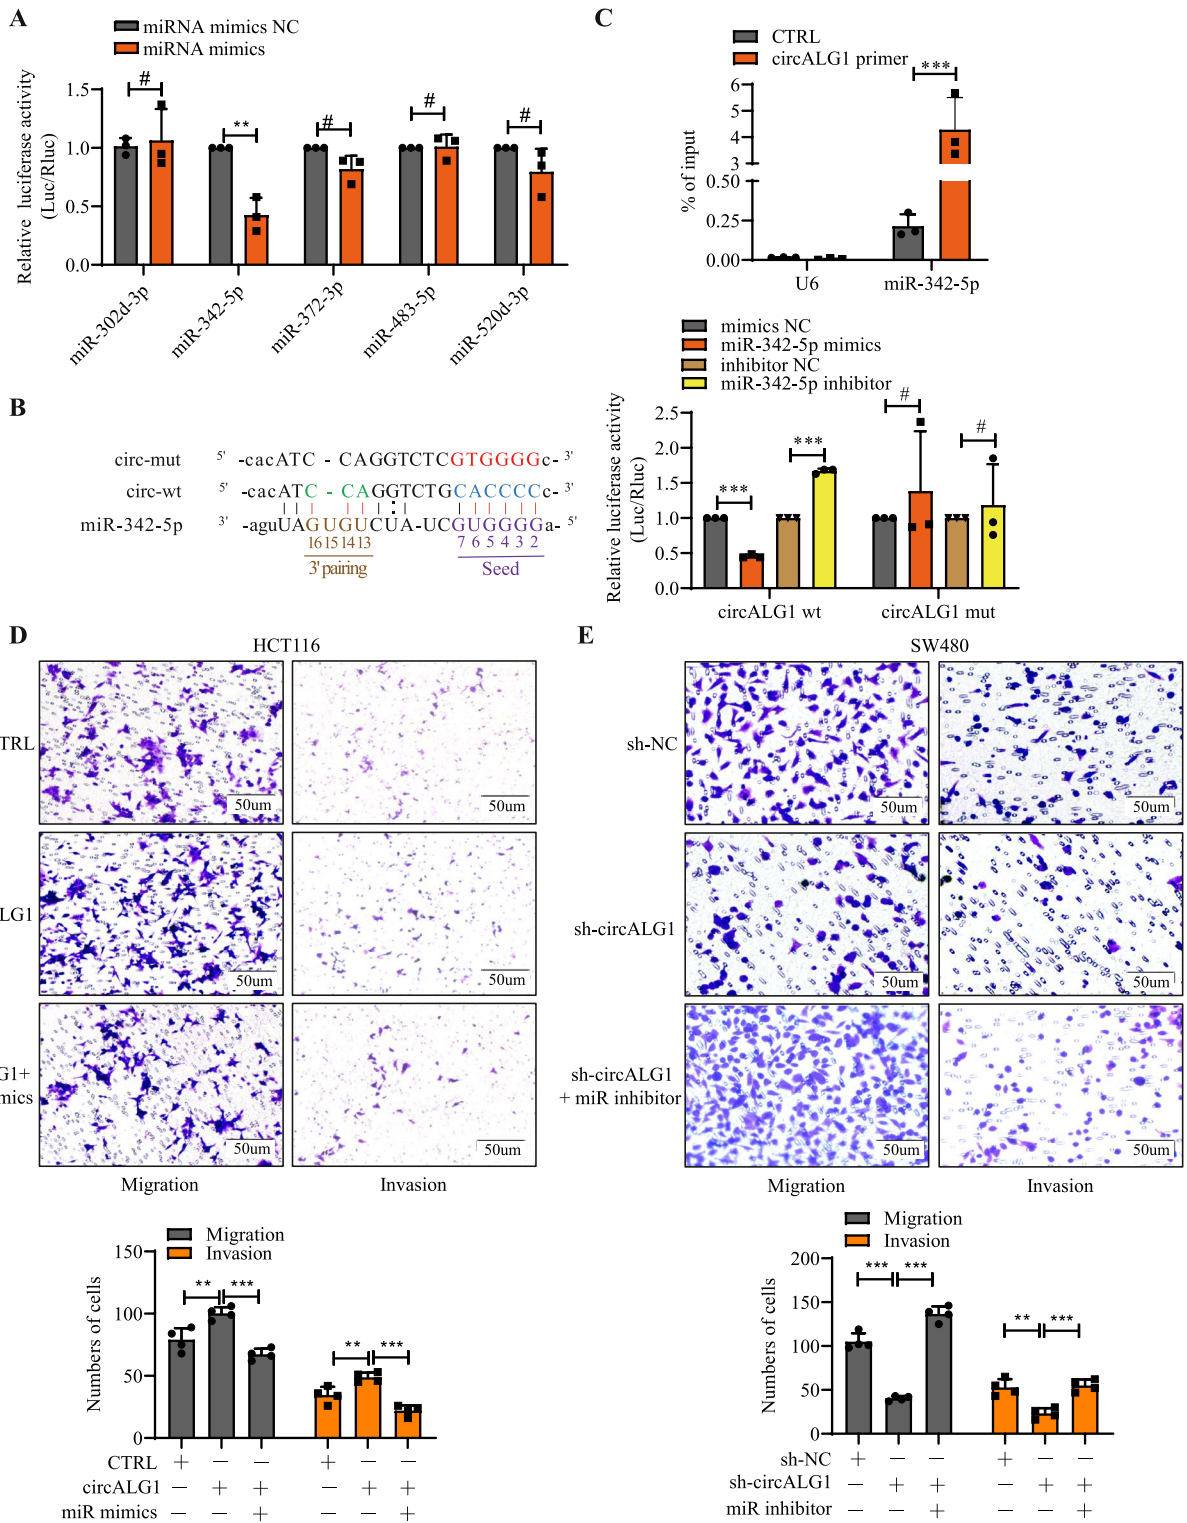 A
miRNA mimics NC
miRNA mimics
Relative luciferase activity
(Luc/Rluc)
1.5
1.0
0.5
0.0
#
**
#
#
#
miR-302d-3p
miR-342-5p
miR-372-3p
miR-483-5p
miR-520d-3p
C
CTRL
circALG1 primer
% of input
6
5
4
3
0.50
0.25
0.00
***
U6
miR-342-5p
B
circ-mut 5' -cacATC - CAGGTCTCGTGGGGc- 3'
circ-wt 5' -cacATC - CAGGTCTGCACCCCc- 3'
miR-342-5p 3' -aguUAGUGUCUA-UCGUGGGGa- 5'
16 15 14 13 7 6 5 4 3 2
3' pairing Seed
mimics NC
miR-342-5p mimics
inhibitor NC
miR-342-5p inhibitor
Relative luciferase activity
(Luc/Rluc)
2.5
2.0
1.5
1.0
0.5
0.0
***
***
#
#
circALG1 wt
circALG1 mut
D
HCT116
TRL
50um
50um
LG1
50um
50um
G1+
mics
50um
50um
Migration
Invasion
Migration
Invasion
Numbers of cells
150
100
50
0
** ***
** ***
CTRL + − − + − −
circALG1 − + + − + +
miR mimics − − + − − +
E
SW480
sh-NC
50um
50um
sh-circALG1
50um
50um
sh-circALG1
+ miR inhibitor
50um
50um
Migration
Invasion
Migration
Invasion
Numbers of cells
200
150
100
50
0
*** ***
** ***
sh-NC + − − + − −
sh-circALG1 − + + − + +
miR inhibitor − − + − − +